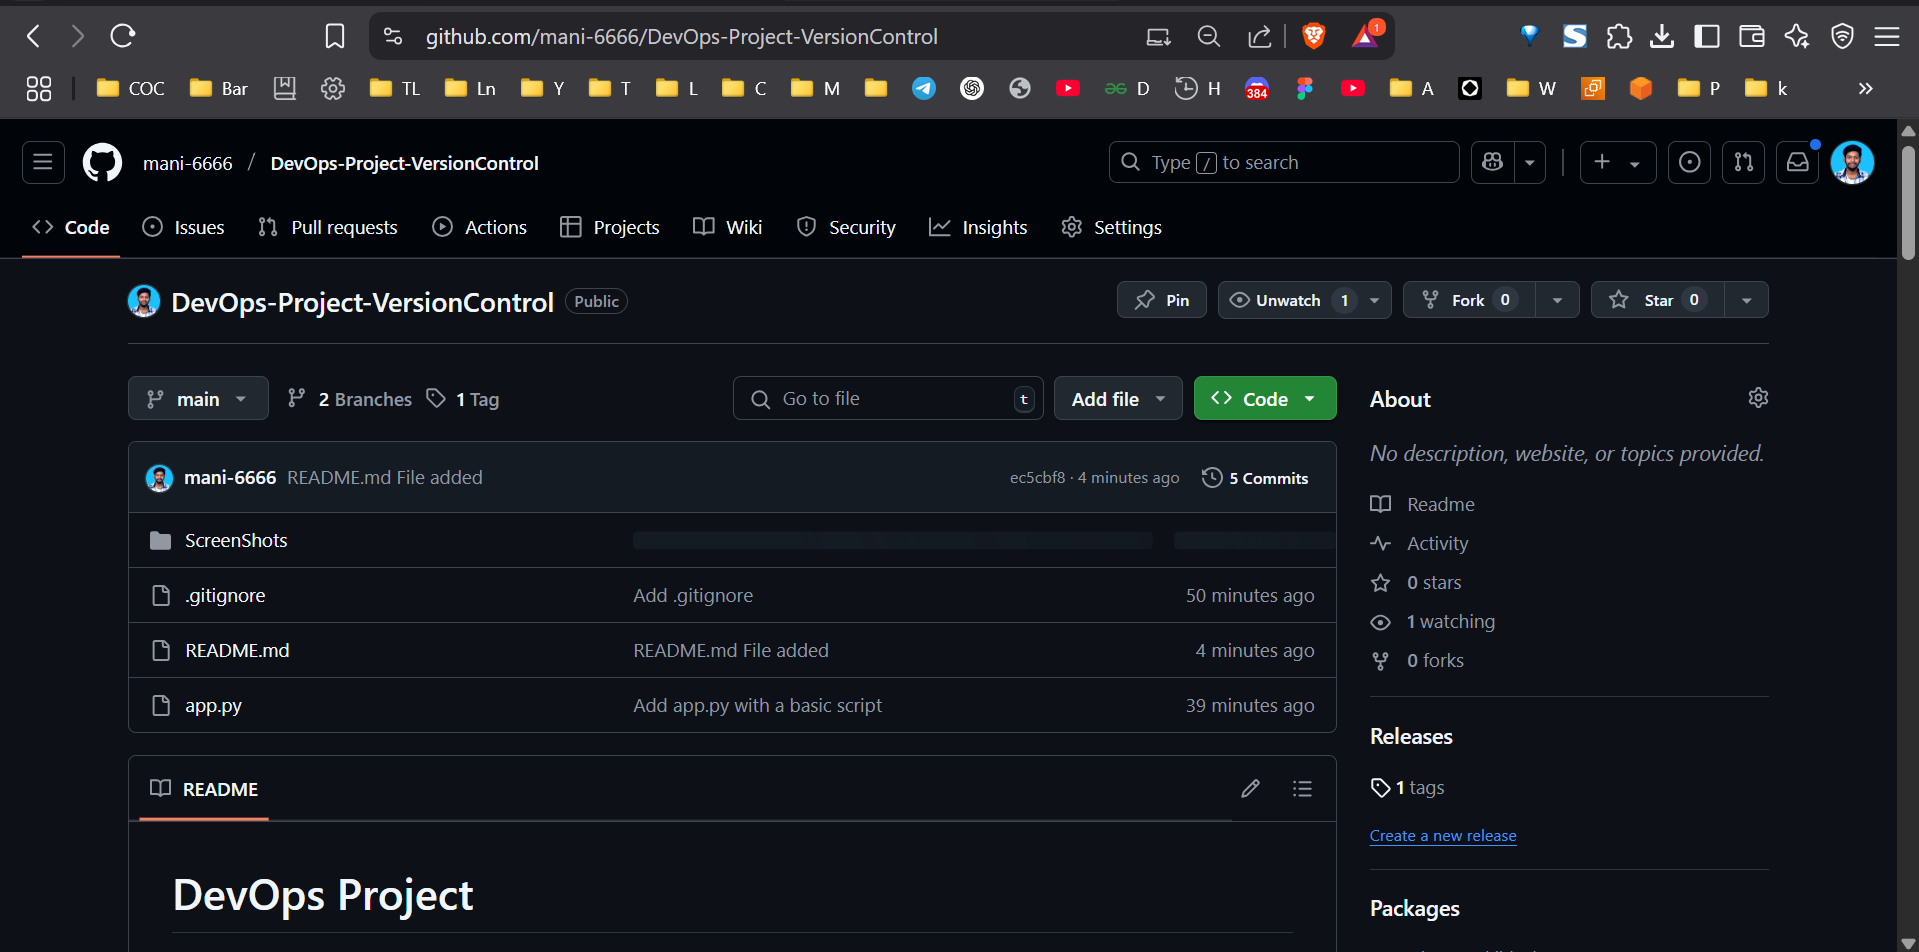 github.com/mani-6666/DevOps-Project-VersionControl
1
COC Bar TL Ln Y T L C M D H 384 A W P k
mani-6666 / DevOps-Project-VersionControl
Type / to search
Code Issues Pull requests Actions Projects Wiki Security Insights Settings
DevOps-Project-VersionControl Public
Pin Unwatch 1 Fork 0 Star 0
main 2 Branches 1 Tag
Go to file t Add file Code
mani-6666 README.md File added ec5cbf8 · 4 minutes ago 5 Commits
ScreenShots
.gitignore Add .gitignore 50 minutes ago
README.md README.md File added 4 minutes ago
app.py Add app.py with a basic script 39 minutes ago
README
DevOps Project
About
No description, website, or topics provided.
Readme
Activity
0 stars
1 watching
0 forks
Releases
1 tags
Create a new release
Packages